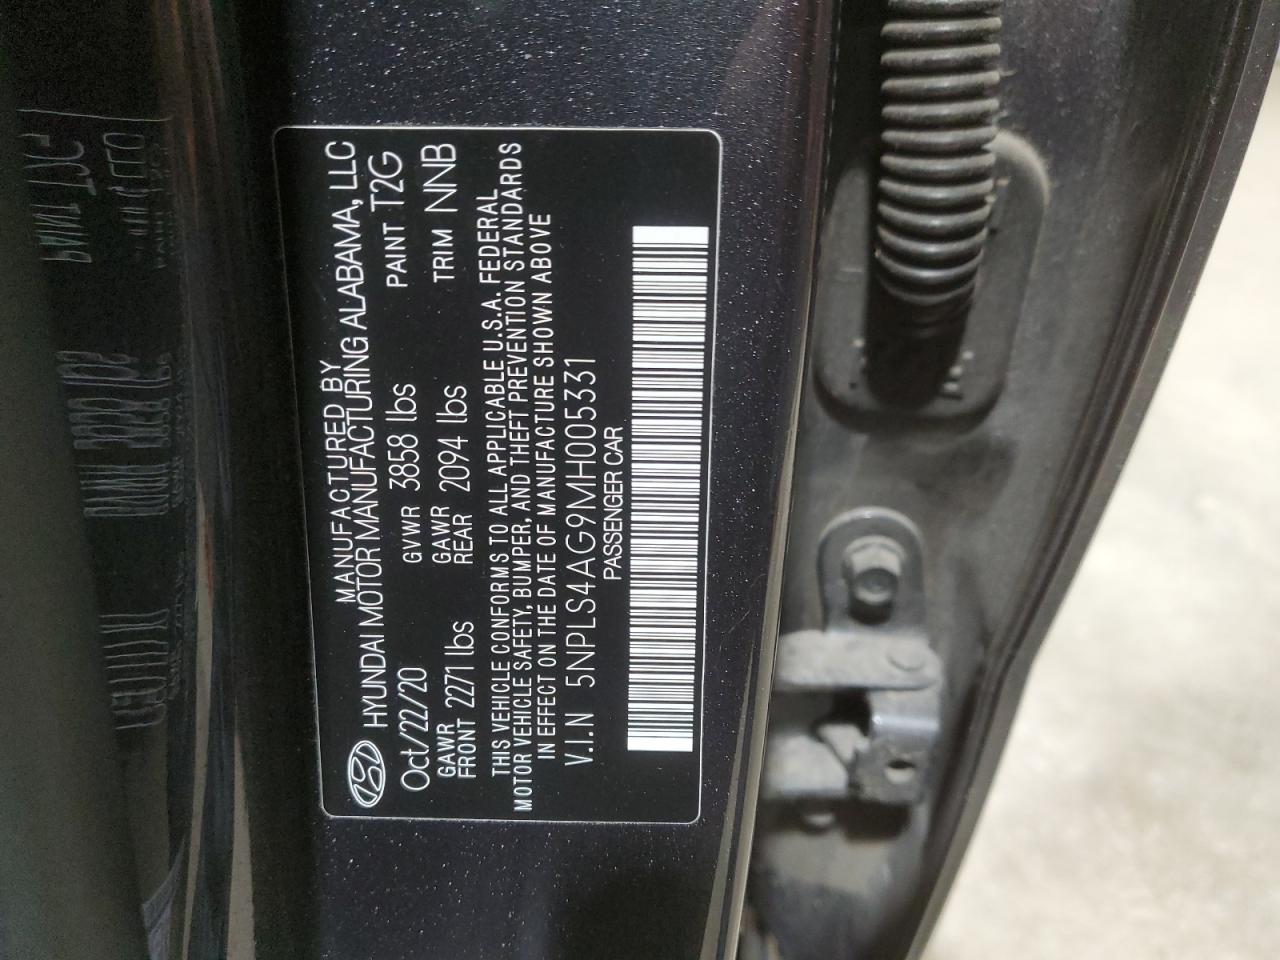 MANUFACTURED BY
HYUNDAI MOTOR MANUFACTURING ALABAMA, LLC
Oct/22/20 GVWR 3858 lbs PAINT T2G
GAWR FRONT 2271 lbs GAWR REAR 2094 lbs TRIM NNB
THIS VEHICLE CONFORMS TO ALL APPLICABLE U.S.A. FEDERAL
MOTOR VEHICLE SAFETY, BUMPER, AND THEFT PREVENTION STANDARDS
IN EFFECT ON THE DATE OF MANUFACTURE SHOWN ABOVE
V.I.N 5NPLS4AG9MH005331
PASSENGER CAR